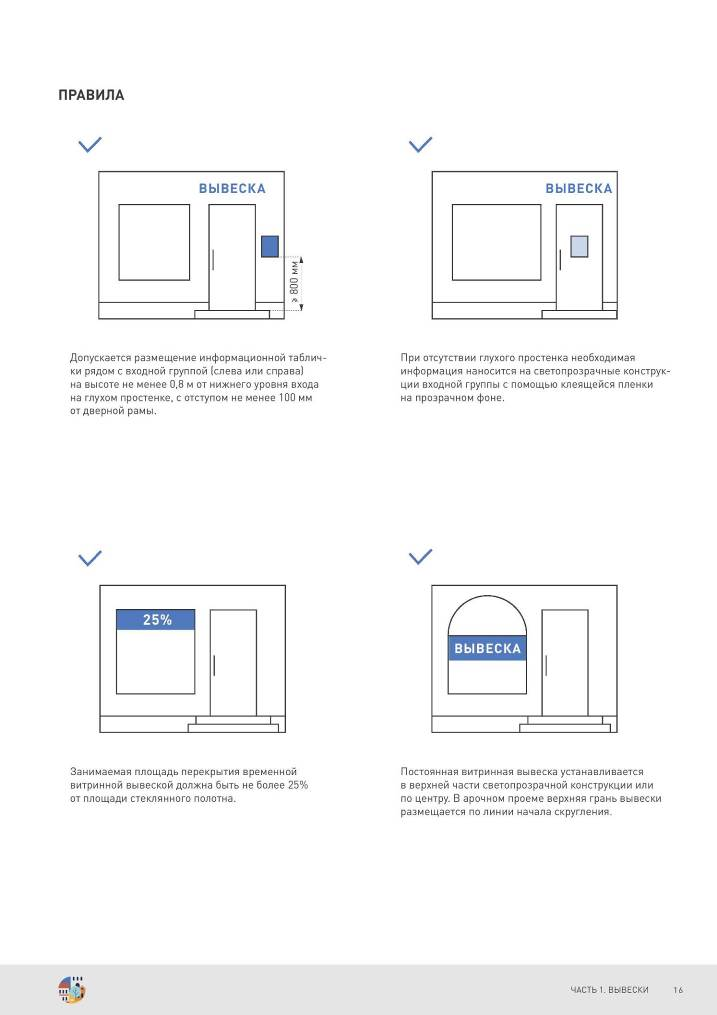 ПРАВИЛА
ВЫВЕСКА
≥ 800 мм
Допускается размещение информационной таблич-
ки рядом с входной группой (слева или справа)
на высоте не менее 0,8 м от нижнего уровня входа
на глухом простенке, с отступом не менее 100 мм
от дверной рамы.
ВЫВЕСКА
При отсутствии глухого простенка необходимая
информация наносится на светопрозрачные конструк-
ции входной группы с помощью клеящейся пленки
на прозрачном фоне.
25%
Занимаемая площадь перекрытия временной
витринной вывеской должна быть не более 25%
от площади стеклянного полотна.
ВЫВЕСКА
Постоянная витринная вывеска устанавливается
в верхней части светопрозрачной конструкции или
по центру. В арочном проеме верхняя грань вывески
размещается по линии начала скругления.
ЧАСТЬ 1. ВЫВЕСКИ 16